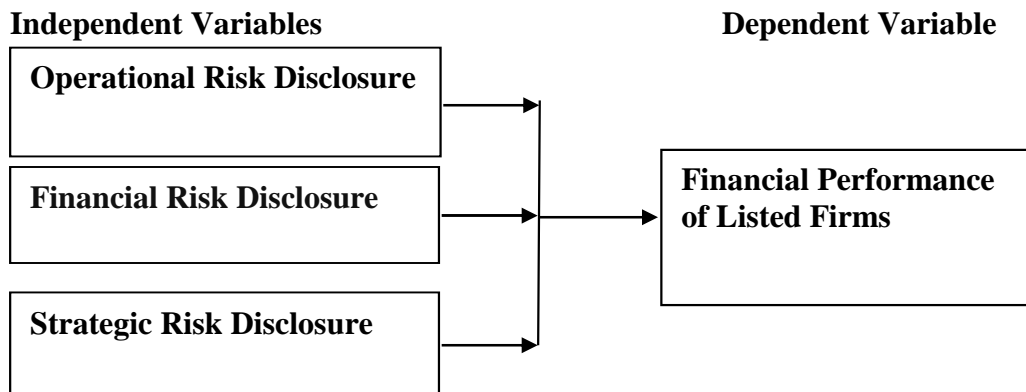 Independent Variables
Dependent Variable
Operational Risk Disclosure
Financial Risk Disclosure
Strategic Risk Disclosure
Financial Performance
of Listed Firms